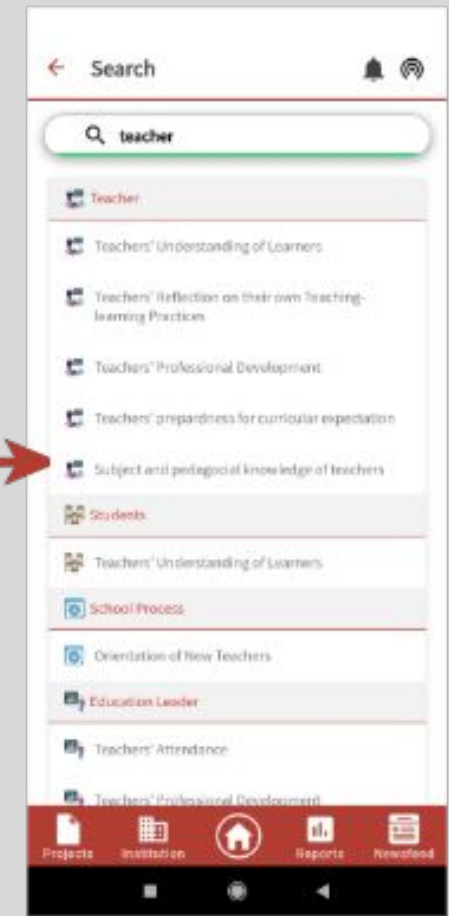 Search
teacher
Teacher
Teachers' Understanding of Learners
Teachers' Reflection on their own Teaching-
learning Practices
Teachers' Professional Development
Teachers' prepardness for curricular expectation
Subject and pedagocial knowledge of teachers
Students
Teachers' Understanding of Learners
School Process
Orientation of New Teachers
Education Leader
Teachers' Attendance
Teachers' Professional Development
Projects Institution Reports Newsfeed